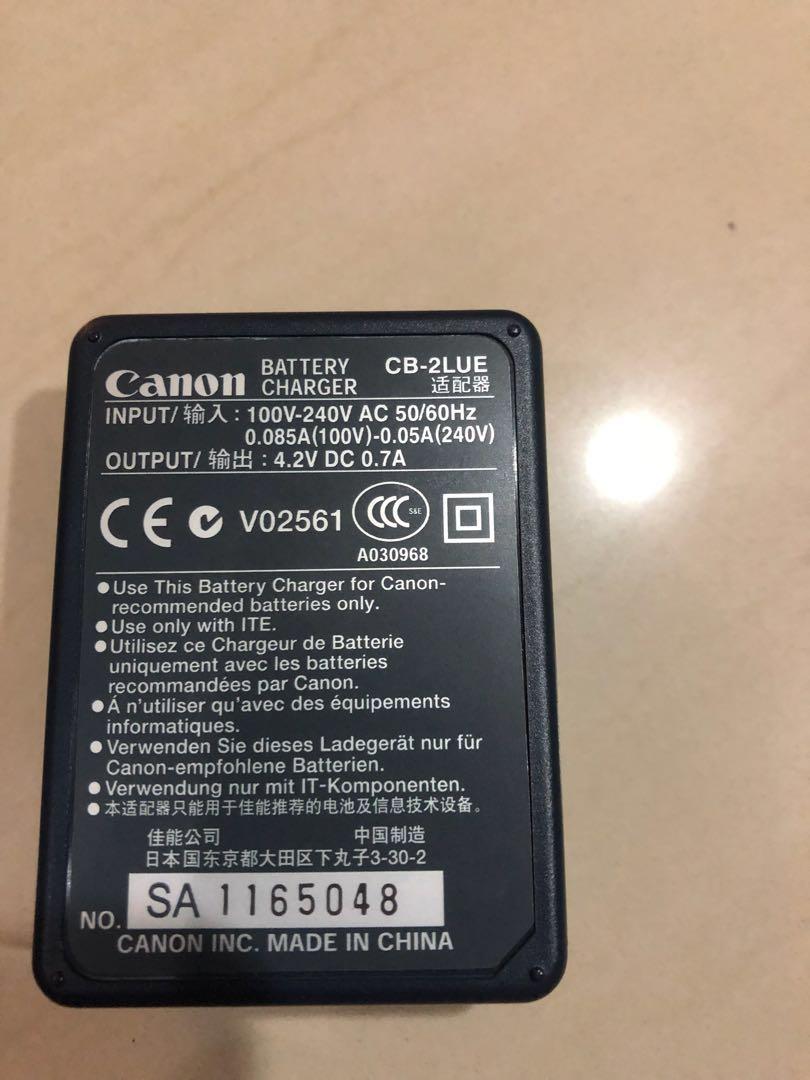 Canon BATTERY CHARGER CB-2LUE
适配器
INPUT/ 输入 : 100V-240V AC 50/60Hz
0.085A(100V)-0.05A(240V)
OUTPUT/ 输出 : 4.2V DC 0.7A
CE V02561 CCC S&E
A030968
● Use This Battery Charger for Canon-
recommended batteries only.
● Use only with ITE.
● Utilisez ce Chargeur de Batterie
uniquement avec les batteries
recommandées par Canon.
● Á n'utiliser qu'avec des équipements
informatiques.
● Verwenden Sie dieses Ladegerät nur für
Canon-empfohlene Batterien.
● Verwendung nur mit IT-Komponenten.
● 本适配器只能用于佳能推荐的电池及信息技术设备。
佳能公司 中国制造
日本国东京都大田区下丸子3-30-2
NO. SA 1165048
CANON INC. MADE IN CHINA